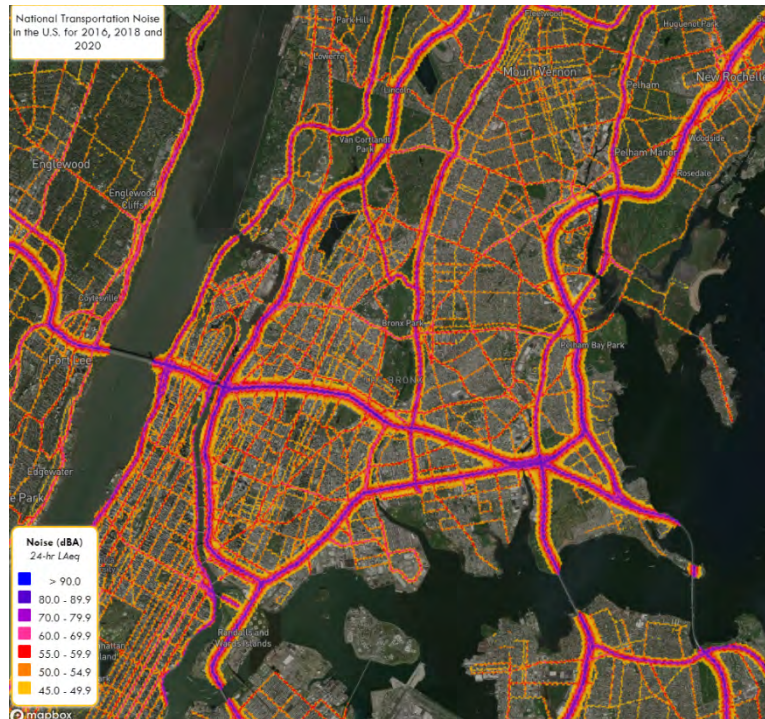 National Transportation Noise
in the U.S. for 2016, 2018 and
2020
Park Hill
Lowerre
Huguenot Park
Mount Vernon
New Rochelle
Lincoln
Pelham
Van Cortlandt
Park
Woodside
Pelham Manor
Rosedale
Englewood
Englewood
Cliffs
Coytesville
Bronx Park
Pelham Bay Park
Fort Lee
BRONX
Edgewater
e Park
Noise (dBA)
24-hr LAeq
> 90.0
80.0 - 89.9
70.0 - 79.9
60.0 - 69.9
55.0 - 59.9
50.0 - 54.9
45.0 - 49.9
Randalls and
Wards Islands
mapbox